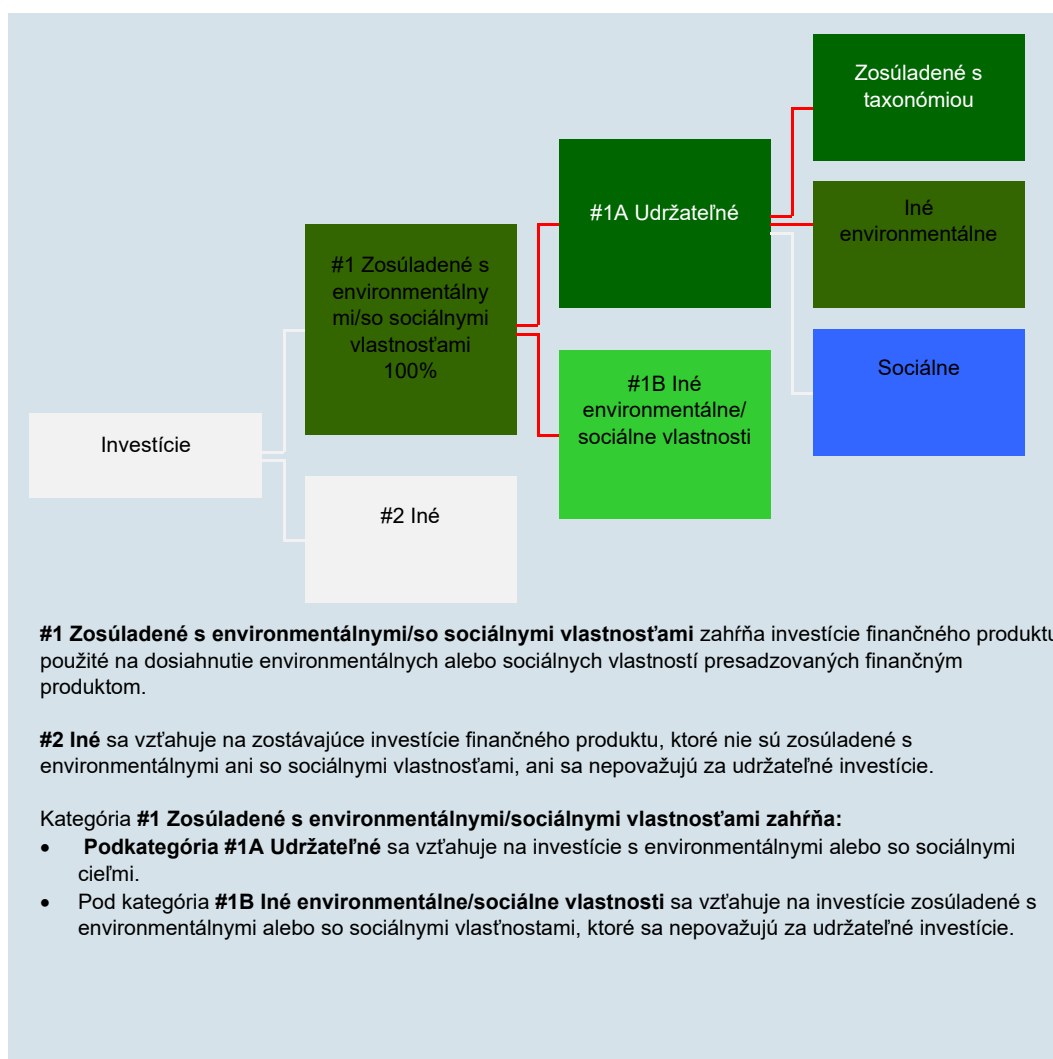 Zosúladené s
taxonómiou
#1A Udržateľné
Iné
environmentálne
#1 Zosúladené s
environmentálny
mi/so sociálnymi
vlastnosťami
100%
Sociálne
#1B Iné
environmentálne/
sociálne vlastnosti
Investície
#2 Iné
#1 Zosúladené s environmentálnymi/so sociálnymi vlastnosťami zahŕňa investície finančného produktu
použité na dosiahnutie environmentálnych alebo sociálnych vlastností presadzovaných finančným
produktom.
#2 Iné sa vzťahuje na zostávajúce investície finančného produktu, ktoré nie sú zosúladené s
environmentálnymi ani so sociálnymi vlastnosťami, ani sa nepovažujú za udržateľné investície.
Kategória #1 Zosúladené s environmentálnymi/sociálnymi vlastnosťami zahŕňa:
• Podkategória #1A Udržateľné sa vzťahuje na investície s environmentálnymi alebo so sociálnymi
cieľmi.
• Pod kategória #1B Iné environmentálne/sociálne vlastnosti sa vzťahuje na investície zosúladené s
environmentálnymi alebo so sociálnymi vlasťnostami, ktoré sa nepovažujú za udržateľné investície.